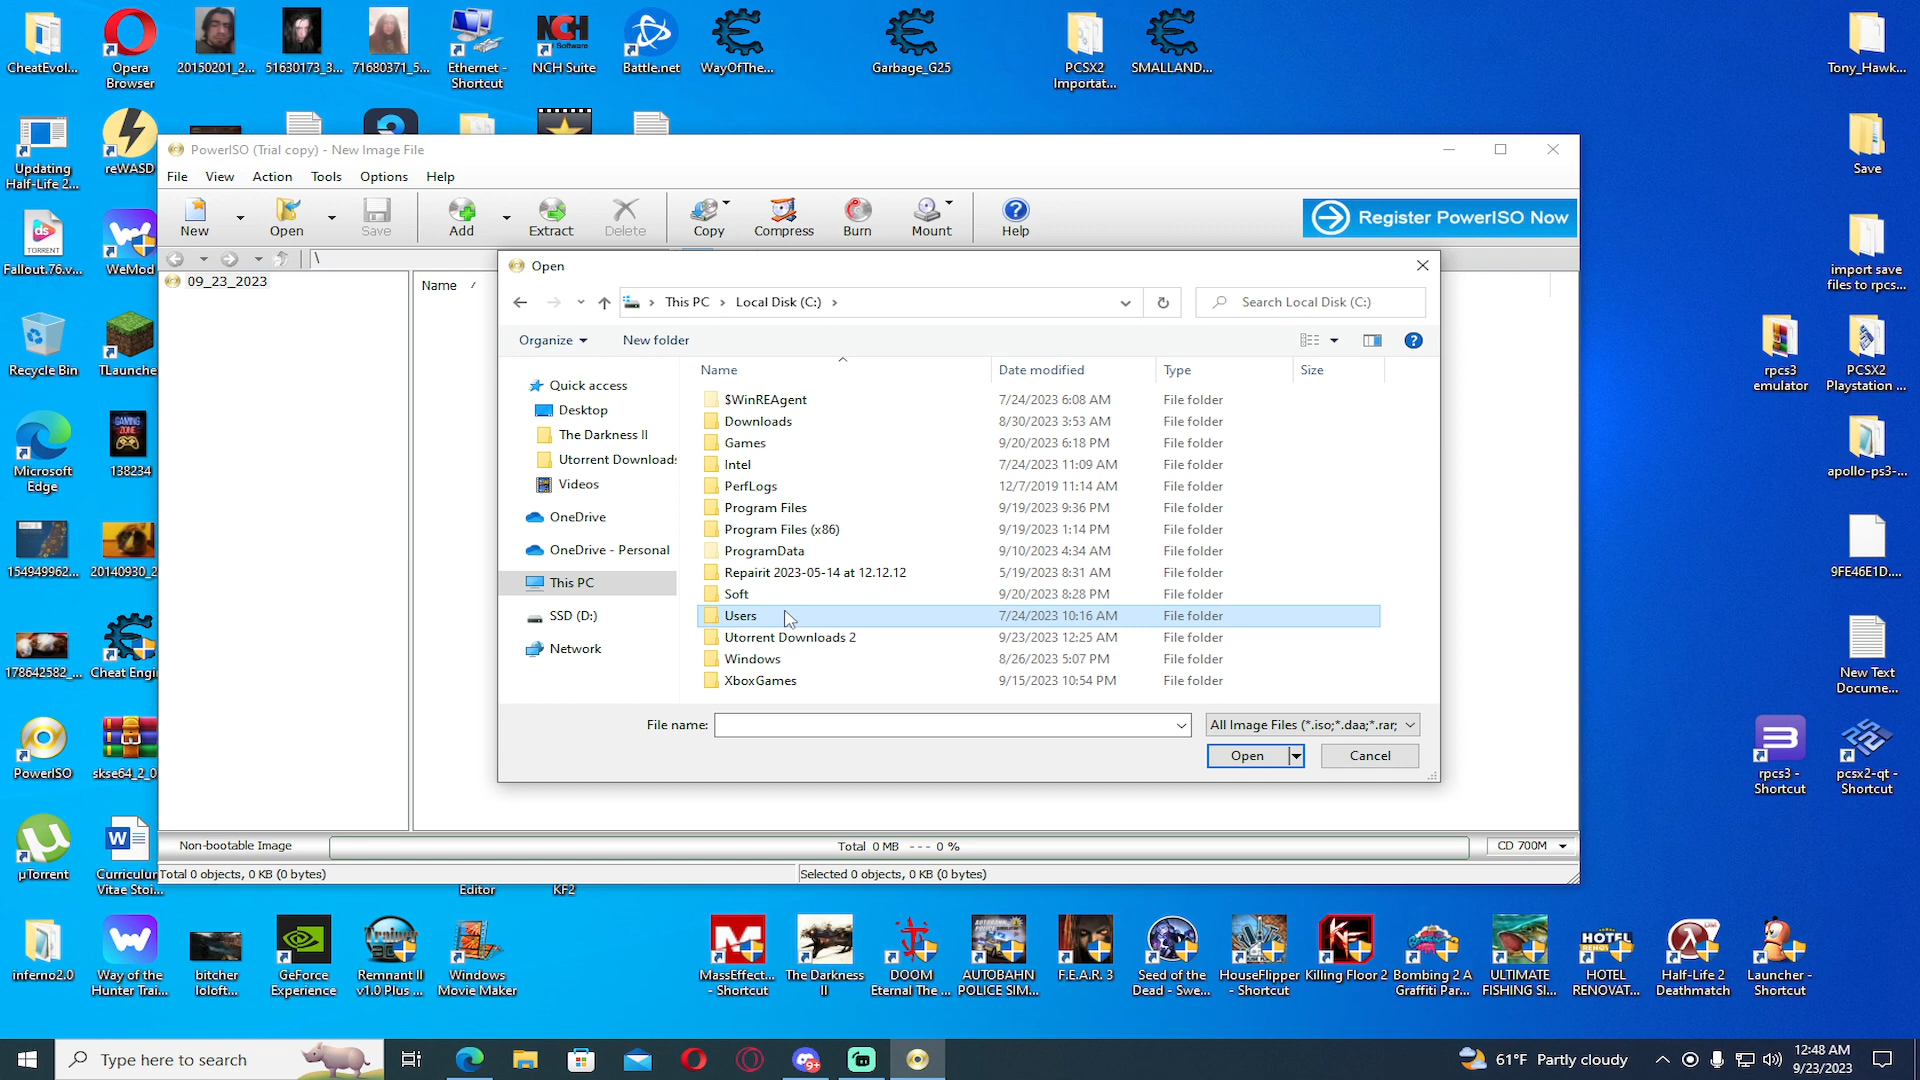 CheatEvol...
Opera
Browser
20150201_2...
51630173_3...
71680371_5...
Ethernet -
Shortcut
NCH
Software
NCH Suite
Battle.net
WayOfThe...
Garbage_G25
PCSX2
Importat...
SMALLAND...
Tony_Hawk...
Updating
Half-Life 2...
reWASD
Save
PowerISO (Trial copy) - New Image File
File View Action Tools Options Help
New
Open
Save
Add
Extract
Delete
Copy
Compress
Burn
Mount
Help
Register PowerISO Now
\
09_23_2023
Name
ds
TORRENT
Fallout.76.v...
WeMod
import save
files to rpcs...
Open
This PC > Local Disk (C:) >
Search Local Disk (C:)
Organize
New folder
Name Date modified Type Size
Quick access
Desktop
The Darkness II
Utorrent Downloads
Videos
OneDrive
OneDrive - Personal
This PC
SSD (D:)
Network
$WinREAgent 7/24/2023 6:08 AM File folder
Downloads 8/30/2023 3:53 AM File folder
Games 9/20/2023 6:18 PM File folder
Intel 7/24/2023 11:09 AM File folder
PerfLogs 12/7/2019 11:14 AM File folder
Program Files 9/19/2023 9:36 PM File folder
Program Files (x86) 9/19/2023 1:14 PM File folder
ProgramData 9/10/2023 4:34 AM File folder
Repairit 2023-05-14 at 12.12.12 5/19/2023 8:31 AM File folder
Soft 9/20/2023 8:28 PM File folder
Users 7/24/2023 10:16 AM File folder
Utorrent Downloads 2 9/23/2023 12:25 AM File folder
Windows 8/26/2023 5:07 PM File folder
XboxGames 9/15/2023 10:54 PM File folder
File name:
All Image Files (*.iso;*.daa;*.rar;
Open
Cancel
Recycle Bin
TLaunche
rpcs3
emulator
PCSX2
Playstation ...
Microsoft
Edge
GAMING
ZONE
138234
apollo-ps3-...
154949962...
20140930_2
9FE46E1D....
178642582_...
Cheat Engi
New Text
Docume...
PowerISO
skse64_2_0
rpcs3 -
Shortcut
pcsx2-qt -
Shortcut
µTorrent
Curriculum
Vitae Stoi...
Non-bootable Image
Total 0 MB --- 0 %
CD 700M
Total 0 objects, 0 KB (0 bytes)
Selected 0 objects, 0 KB (0 bytes)
Editor
KF2
inferno2.0
Way of the
Hunter Trai...
bitcher
loloft...
GeForce
Experience
Trainer
Remnant II
v1.0 Plus ...
Windows
Movie Maker
MassEffect...
- Shortcut
The Darkness
II
DOOM
Eternal The ...
AUTOBAHN
POLICE SIM...
F.E.A.R. 3
Seed of the
Dead - Swe...
HouseFlipper
- Shortcut
Killing Floor 2
Bombing 2 A
Graffiti Par...
ULTIMATE
FISHING SI...
HOTEL
HOTEL
RENOVAT...
Half-Life 2
Deathmatch
Launcher -
Shortcut
Type here to search
9+
61°F Partly cloudy
12:48 AM
9/23/2023